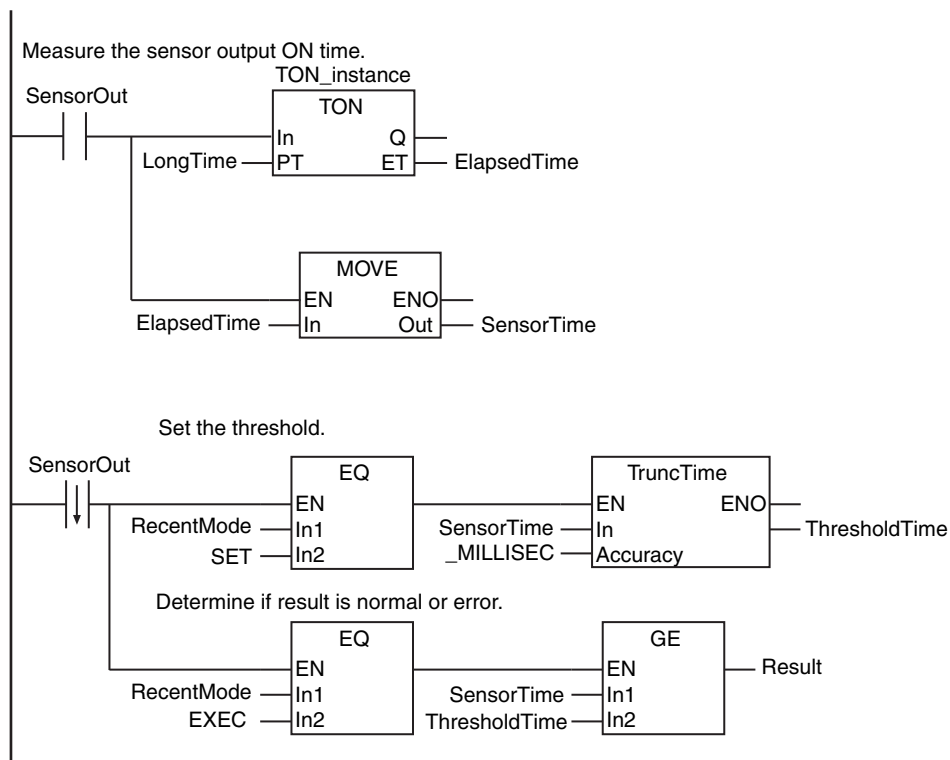 Measure the sensor output ON time.
TON_instance
SensorOut
TON
In
Q
LongTime
PT
ET
ElapsedTime
MOVE
EN
ENO
ElapsedTime
In
Out
SensorTime
Set the threshold.
SensorOut
EQ
TruncTime
EN
EN
ENO
RecentMode
In1
SensorTime
In
ThresholdTime
SET
In2
_MILLISEC
Accuracy
Determine if result is normal or error.
EQ
GE
EN
EN
Result
RecentMode
In1
SensorTime
In1
EXEC
In2
ThresholdTime
In2